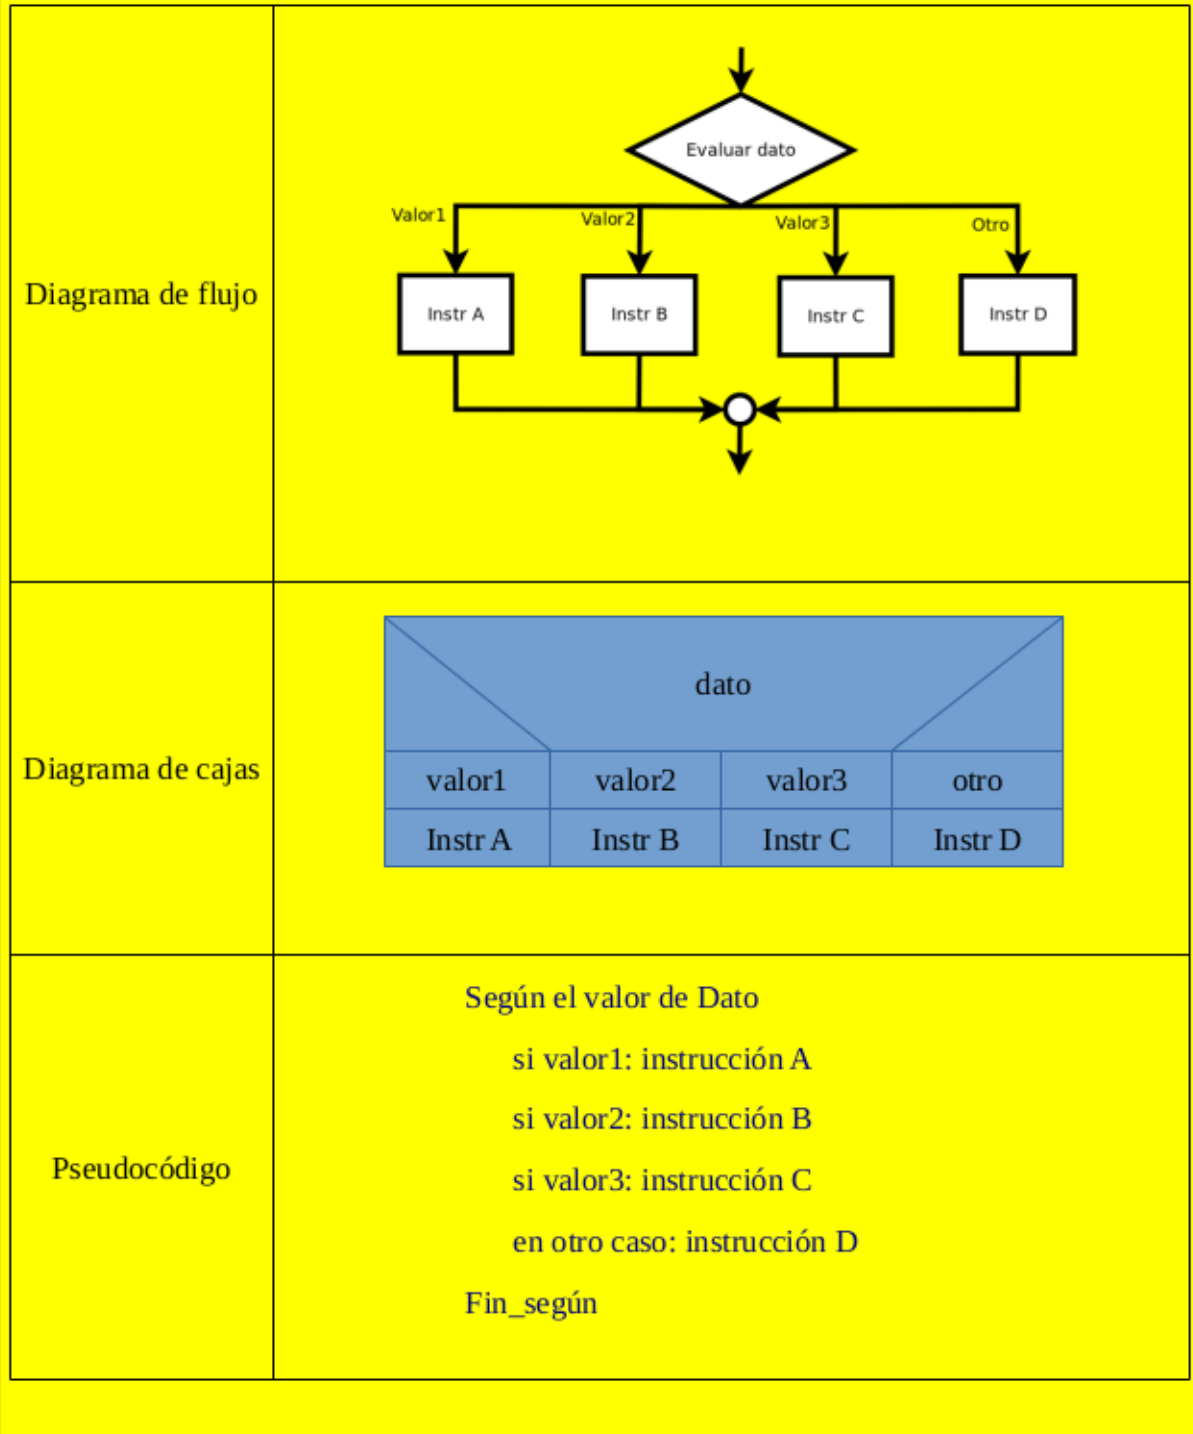 Diagrama de flujo
Evaluar dato
Valor1
Valor2
Valor3
Otro
Instr A
Instr B
Instr C
Instr D
Diagrama de cajas
dato
valor1
valor2
valor3
otro
Instr A
Instr B
Instr C
Instr D
Pseudocódigo
Según el valor de Dato
si valor1: instrucción A
si valor2: instrucción B
si valor3: instrucción C
en otro caso: instrucción D
Fin_según